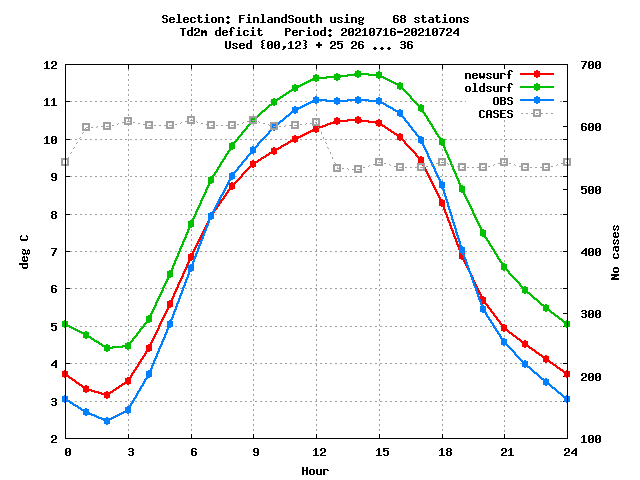 Selection: FinlandSouth using    68 stations
Td2m deficit   Period: 20210716-20210724
Used {00,12} + 25 26 ... 36
newsurf
oldsurf
OBS
CASES
12
11
10
9
8
7
6
5
4
3
2
deg C
700
600
500
400
300
200
100
No cases
0 3 6 9 12 15 18 21 24
Hour